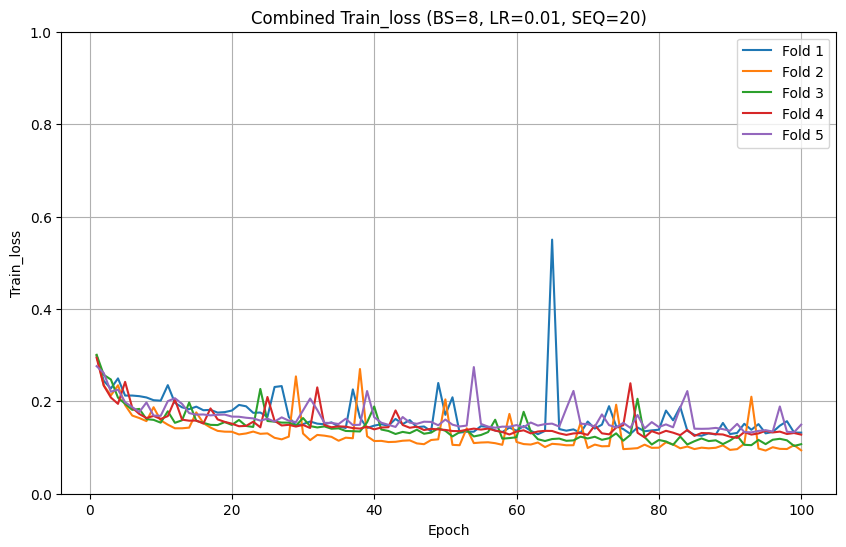 Combined Train_loss (BS=8, LR=0.01, SEQ=20)
Train_loss
1.0
0.8
0.6
0.4
0.2
0.0
Fold 1
Fold 2
Fold 3
Fold 4
Fold 5
0
20
40
60
80
100
Epoch